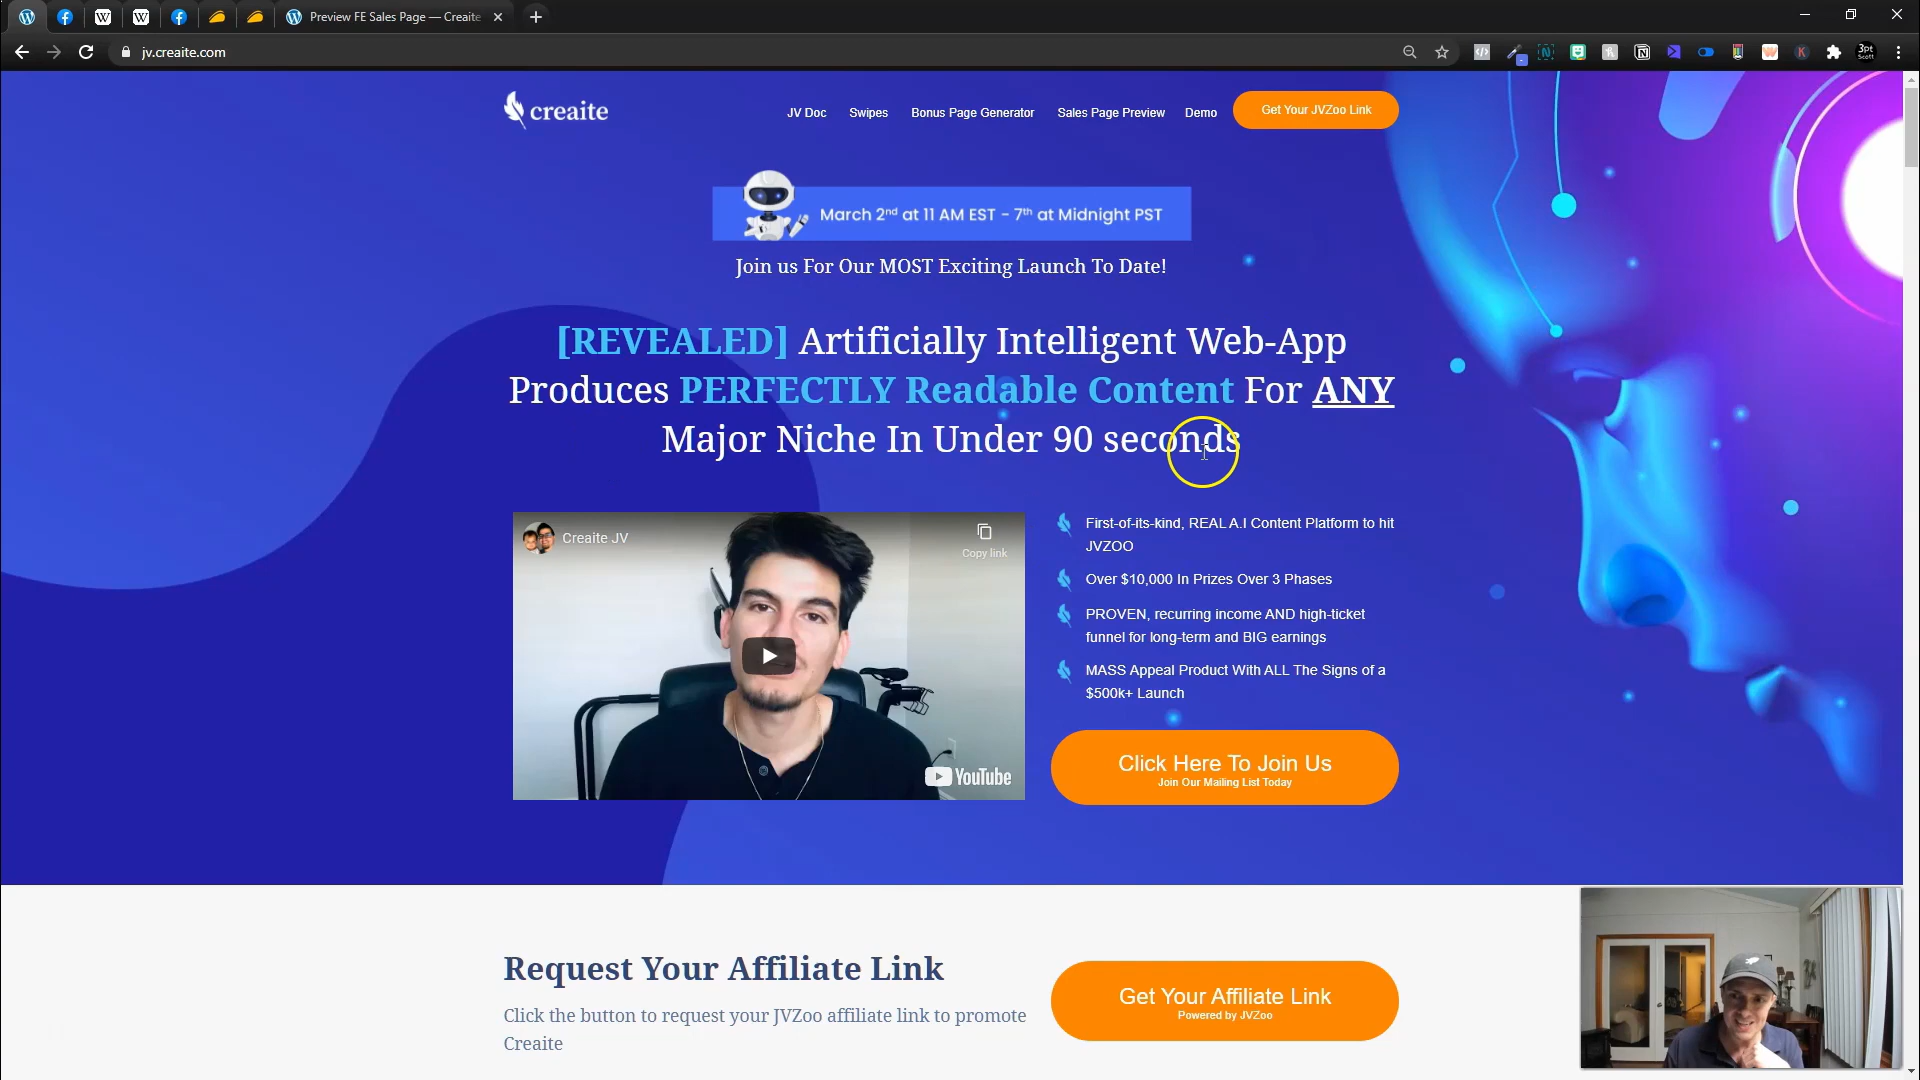 Preview FE Sales Page — Creaite
jv.creaite.com
3pt
Scott
creaite
JV Doc
Swipes
Bonus Page Generator
Sales Page Preview
Demo
Get Your JVZoo Link
March 2nd at 11 AM EST - 7th at Midnight PST
Join us For Our MOST Exciting Launch To Date!
[REVEALED] Artificially Intelligent Web-App
Produces PERFECTLY Readable Content For ANY
Major Niche In Under 90 seconds
Creaite JV
Copy link
YouTube
First-of-its-kind, REAL A.I Content Platform to hit
JVZOO
Over $10,000 In Prizes Over 3 Phases
PROVEN, recurring income AND high-ticket
funnel for long-term and BIG earnings
MASS Appeal Product With ALL The Signs of a
$500k+ Launch
Click Here To Join Us
Join Our Mailing List Today
Request Your Affiliate Link
Click the button to request your JVZoo affiliate link to promote
Creaite
Get Your Affiliate Link
Powered by JVZoo